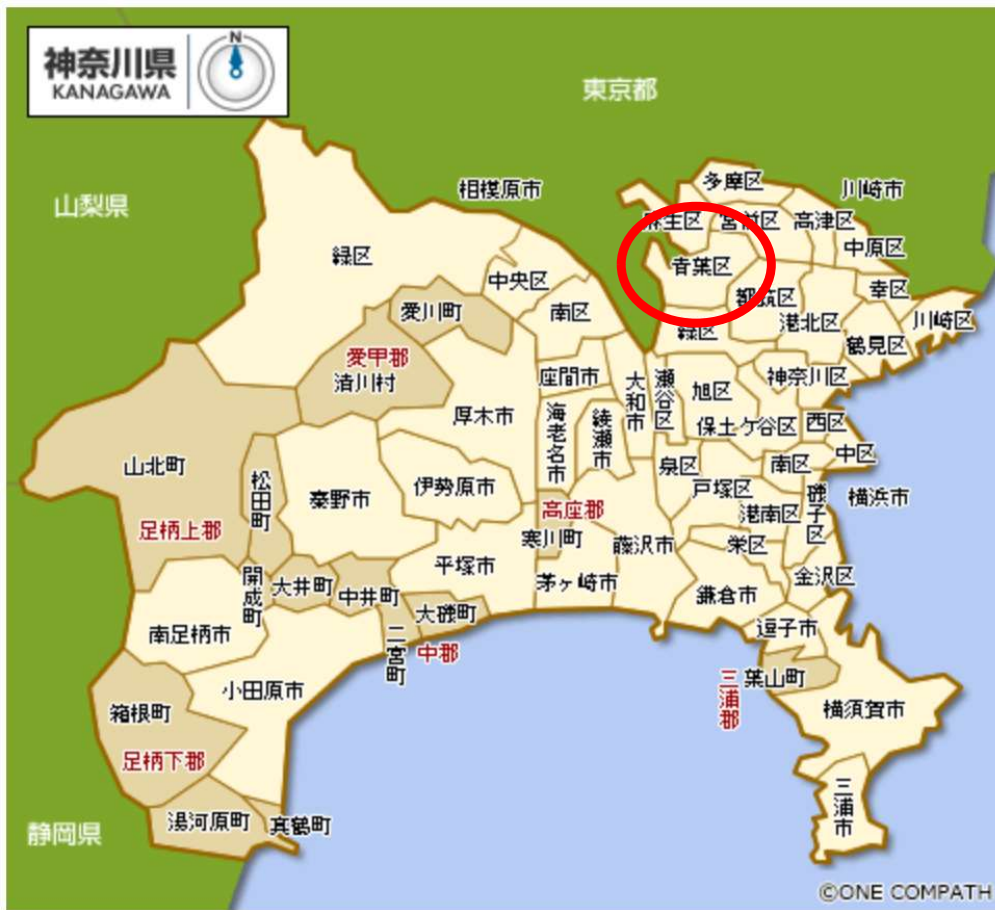 神奈川県
KANAGAWA
N
東京都
山梨県
相模原市
多摩区
川崎市
麻生区
宮前区
高津区
緑区
青葉区
中原区
中央区
都筑区
幸区
愛川町
南区
港北区
川崎区
緑区
鶴見区
愛甲郡
清川村
座間市
大和市
瀬谷区
旭区
神奈川区
厚木市
海老名市
綾瀬市
保土ケ谷区
西区
山北町
松田町
秦野市
伊勢原市
泉区
南区
中区
戸塚区
磯子区
横浜市
足柄上郡
高座郡
寒川町
港南区
藤沢市
栄区
平塚市
開成町
大井町
中井町
茅ヶ崎市
鎌倉市
金沢区
南足柄市
大磯町
二宮町
中郡
逗子市
小田原市
三浦郡
葉山町
箱根町
横須賀市
足柄下郡
三浦市
湯河原町
真鶴町
静岡県
©ONE COMPATH